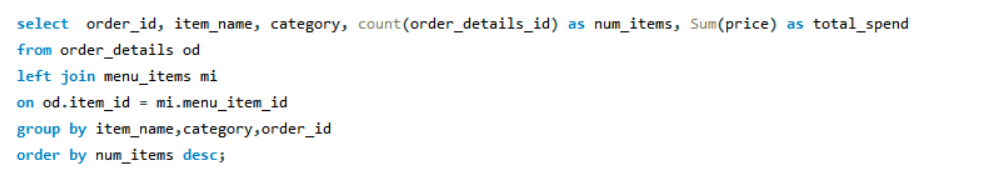 select  order_id, item_name, category, count(order_details_id) as num_items, Sum(price) as total_spend
from order_details od
left join menu_items mi
on od.item_id = mi.menu_item_id
group by item_name,category,order_id
order by num_items desc;